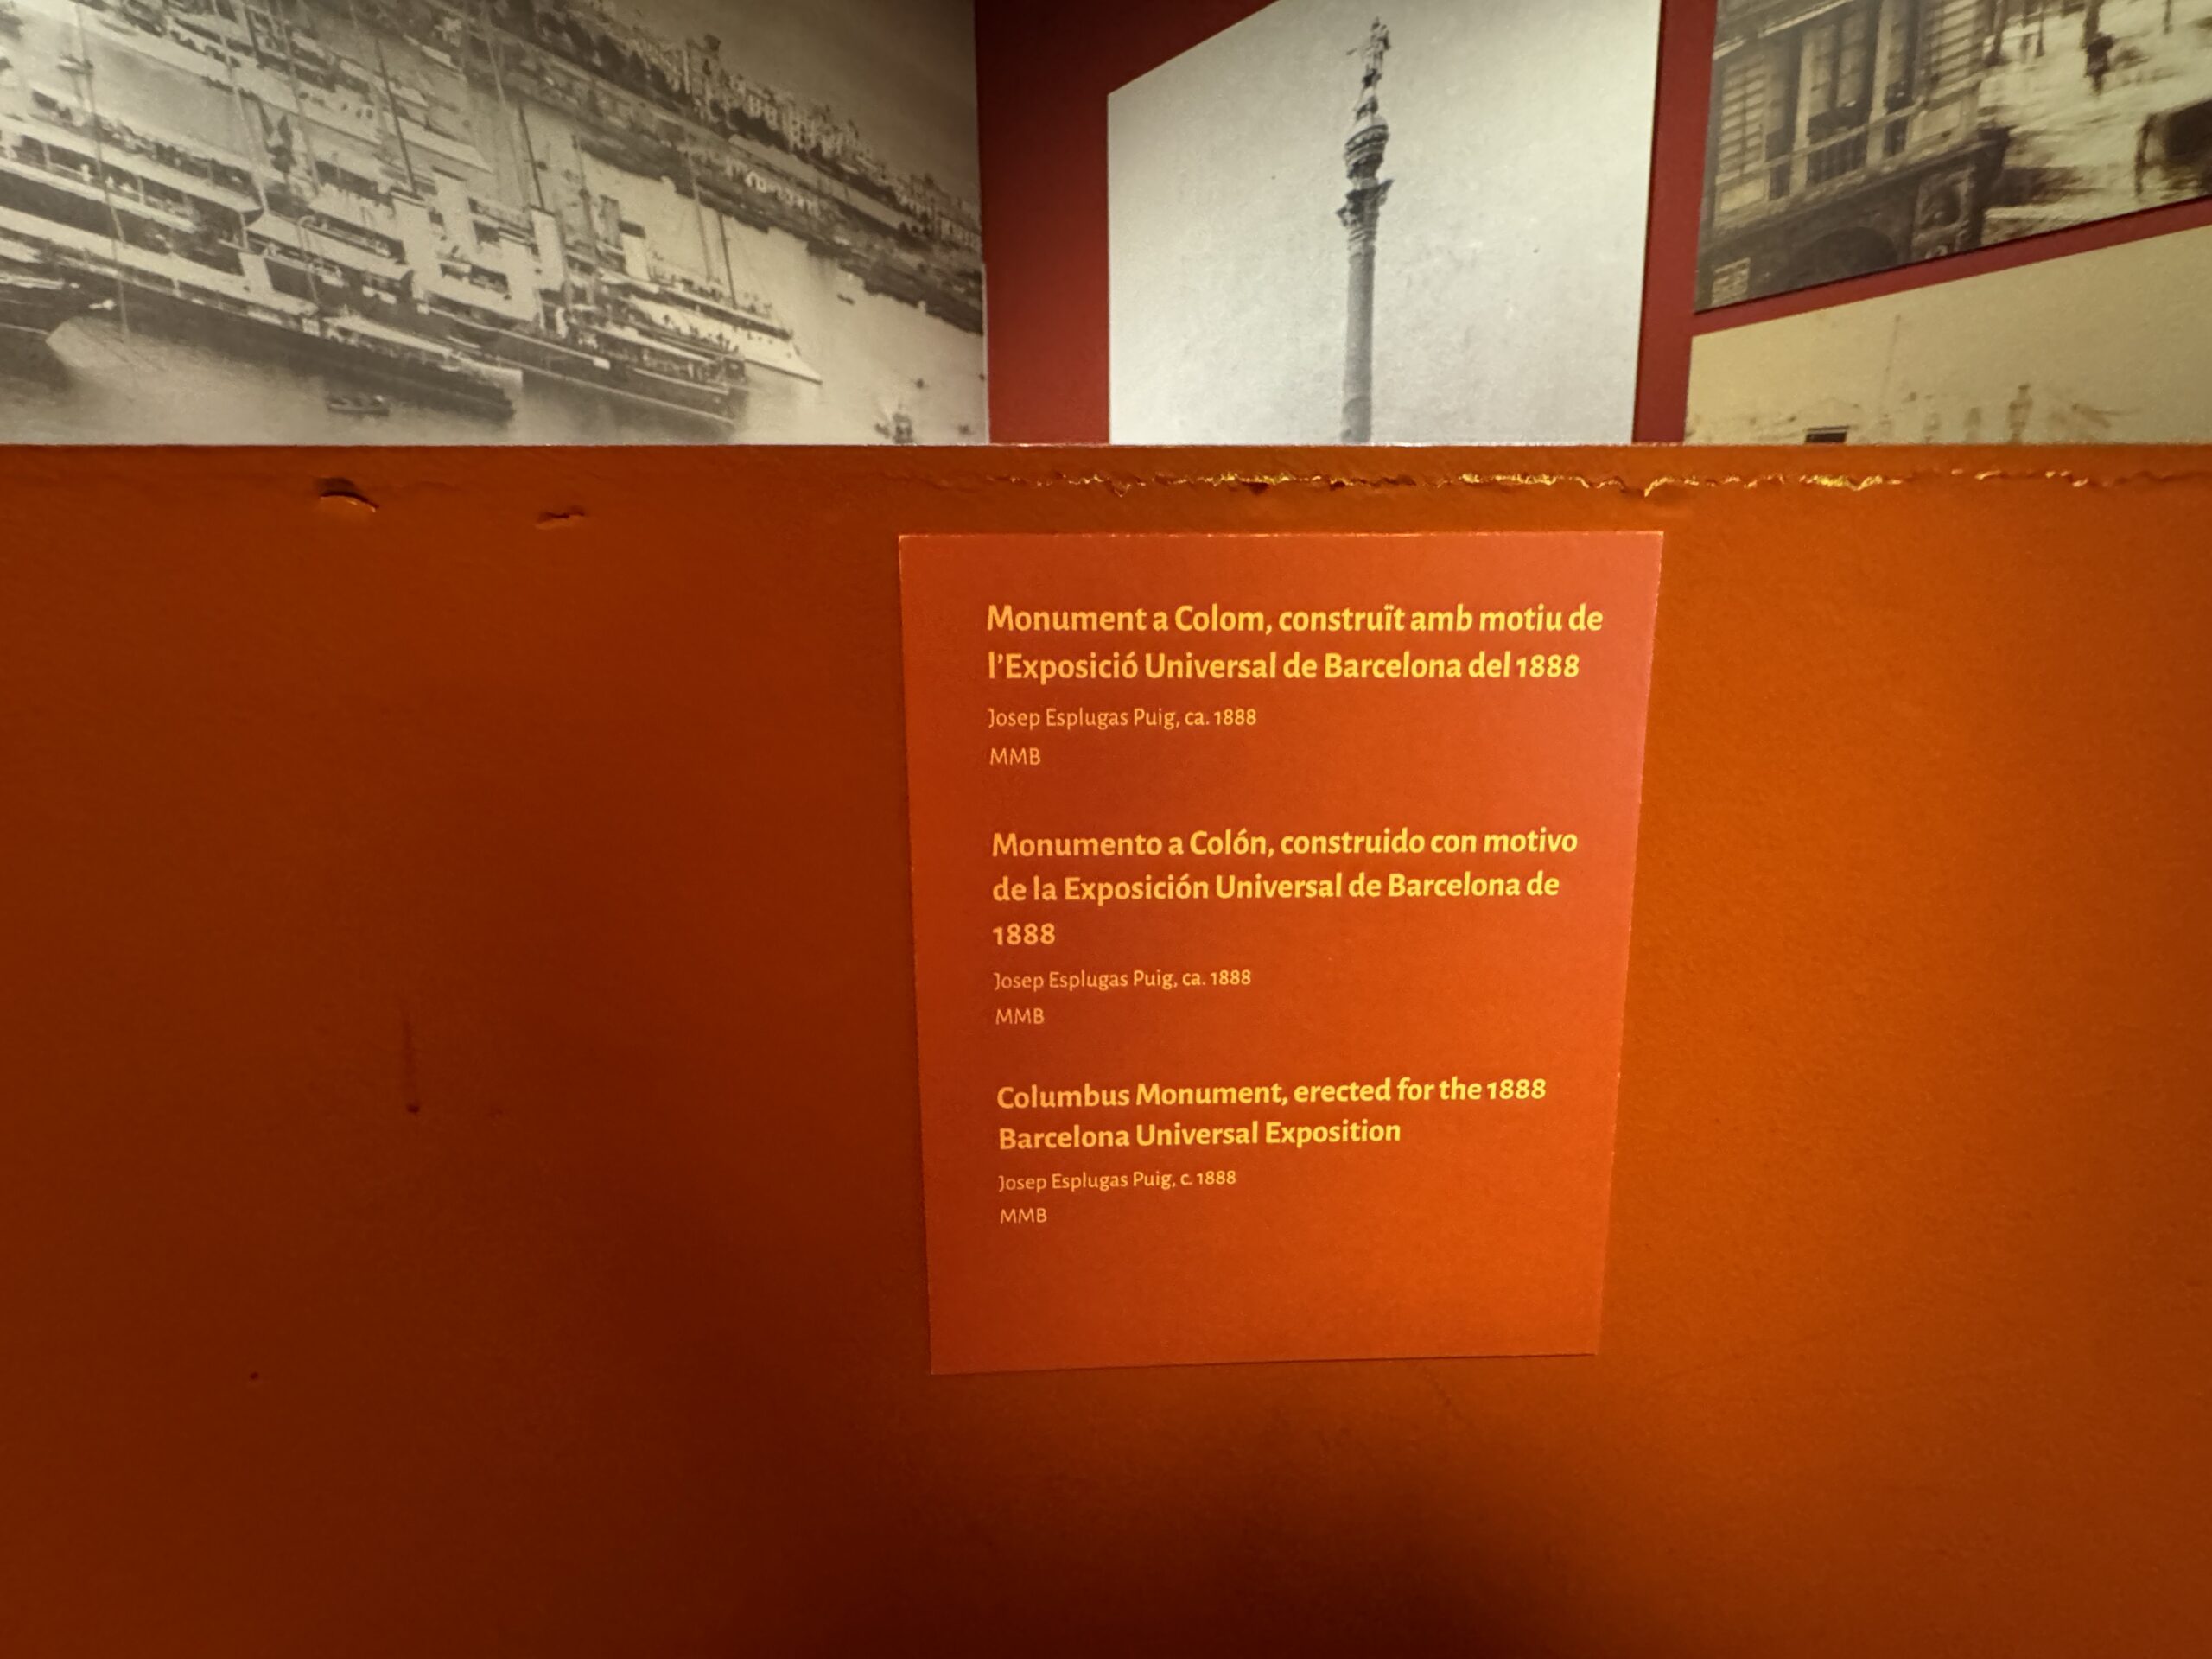 Monument a Colom, construït amb motiu de
l'Exposició Universal de Barcelona del 1888
Josep Esplugas Puig, ca. 1888
MMB
Monumento a Colón, construido con motivo
de la Exposición Universal de Barcelona de
1888
Josep Esplugas Puig, ca. 1888
MMB
Columbus Monument, erected for the 1888
Barcelona Universal Exposition
Josep Esplugas Puig, c. 1888
MMB